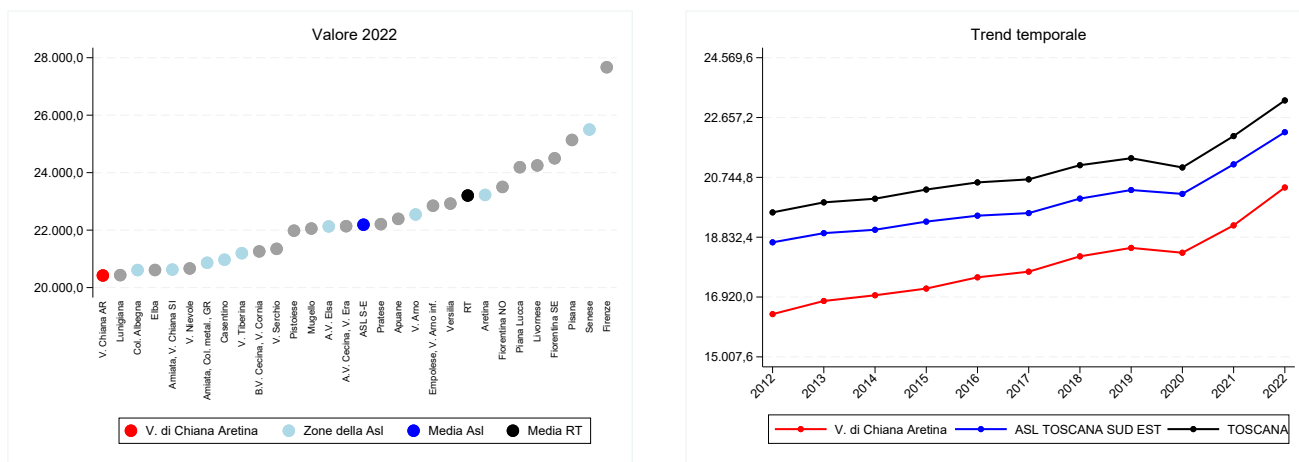 Valore 2022
28.000,0
26.000,0
24.000,0
22.000,0
20.000,0
V. Chiana AR
Lunigiana
Col. Albegna
Elba
Amiata, V. Chiana SI
V. Nievole
Amiata, Col. metal., GR
Casentino
V. Tiberina
B.V. Cecina, V. Cornia
V. Serchio
Pistoiese
Mugello
A.V. Elsa
A.V. Cecina, V. Era
ASL S-E
Pratese
Apuane
V. Arno
Empolese, V. Arno inf.
Versilia
RT
Aretina
Fiorentina NO
Piana Lucca
Livornese
Fiorentina SE
Pisana
Senese
Firenze
V. di Chiana Aretina Zone della Asl Media Asl Media RT
Trend temporale
24.569,6
22.657,2
20.744,8
18.832,4
16.920,0
15.007,6
2012 2013 2014 2015 2016 2017 2018 2019 2020 2021 2022
V. di Chiana Aretina ASL TOSCANA SUD EST TOSCANA